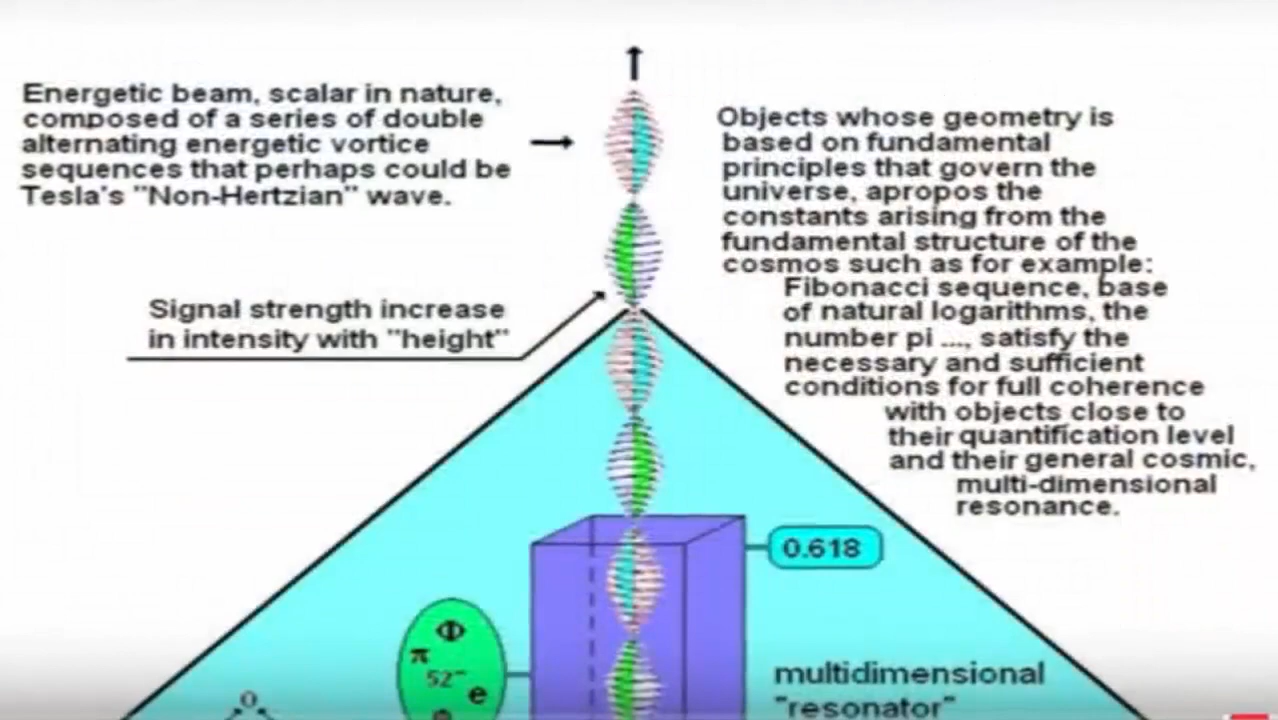 Energetic beam, scalar in nature,
composed of a series of double
alternating energetic vortice
sequences that perhaps could be
Tesla's "Non-Hertzian" wave.
Objects whose geometry is
based on fundamental
principles that govern the
universe, apropos the
constants arising from the
fundamental structure of the
cosmos such as for example:
Fibonacci sequence, base
of natural logarithms, the
number pi ..., satisfy the
necessary and sufficient
conditions for full coherence
with objects close to
their quantification level
and their general cosmic,
multi-dimensional
resonance.
Signal strength increase
in intensity with "height"
0.618
Φ
π
52~
e
multidimensional
"resonator"